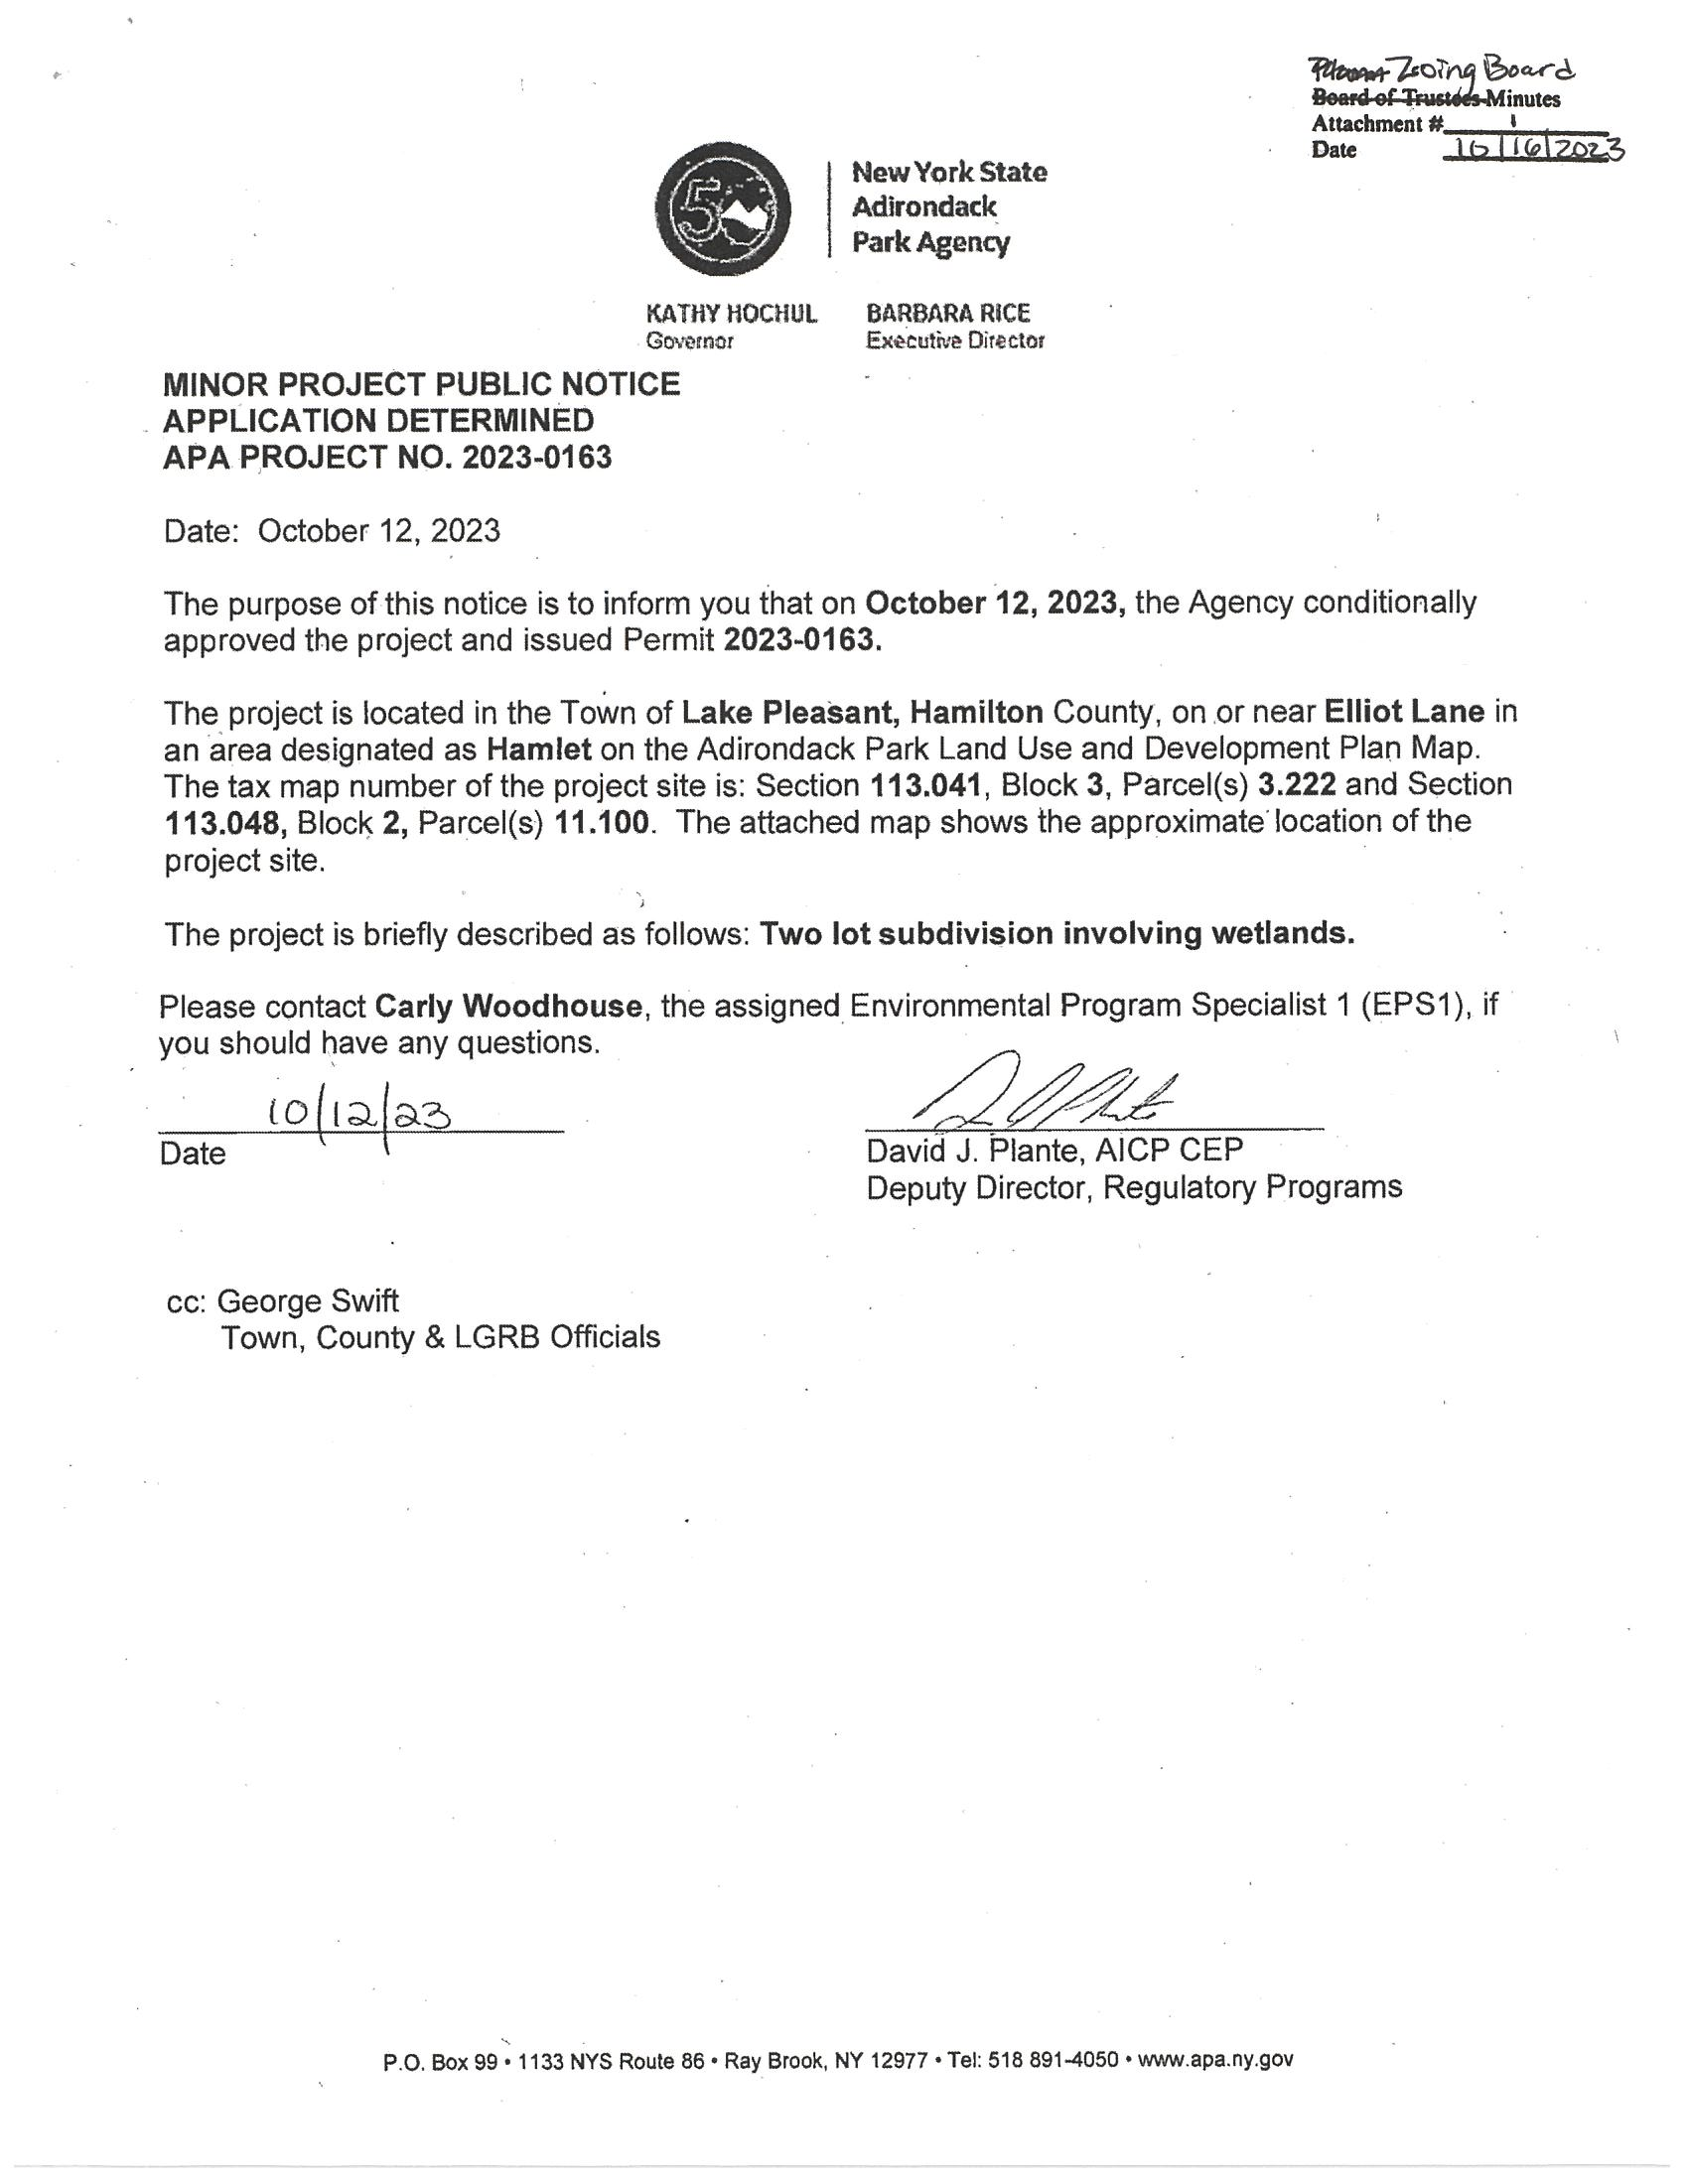 Zoing Board
Board of Trustees Minutes
Attachment # 1
Date 10/16/2023
50
New York State
Adirondack
Park Agency
KATHY HOCHUL BARBARA RICE
Governor Executive Director
MINOR PROJECT PUBLIC NOTICE
APPLICATION DETERMINED
APA PROJECT NO. 2023-0163
Date: October 12, 2023
The purpose of this notice is to inform you that on October 12, 2023, the Agency conditionally
approved the project and issued Permit 2023-0163.
The project is located in the Town of Lake Pleasant, Hamilton County, on or near Elliot Lane in
an area designated as Hamlet on the Adirondack Park Land Use and Development Plan Map.
The tax map number of the project site is: Section 113.041, Block 3, Parcel(s) 3.222 and Section
113.048, Block 2, Parcel(s) 11.100. The attached map shows the approximate location of the
project site.
The project is briefly described as follows: Two lot subdivision involving wetlands.
Please contact Carly Woodhouse, the assigned Environmental Program Specialist 1 (EPS1), if
you should have any questions.
10/12/23
Date
David J. Plante, AICP CEP
Deputy Director, Regulatory Programs
cc: George Swift
Town, County & LGRB Officials
P.O. Box 99 • 1133 NYS Route 86 • Ray Brook, NY 12977 • Tel: 518 891-4050 • www.apa.ny.gov